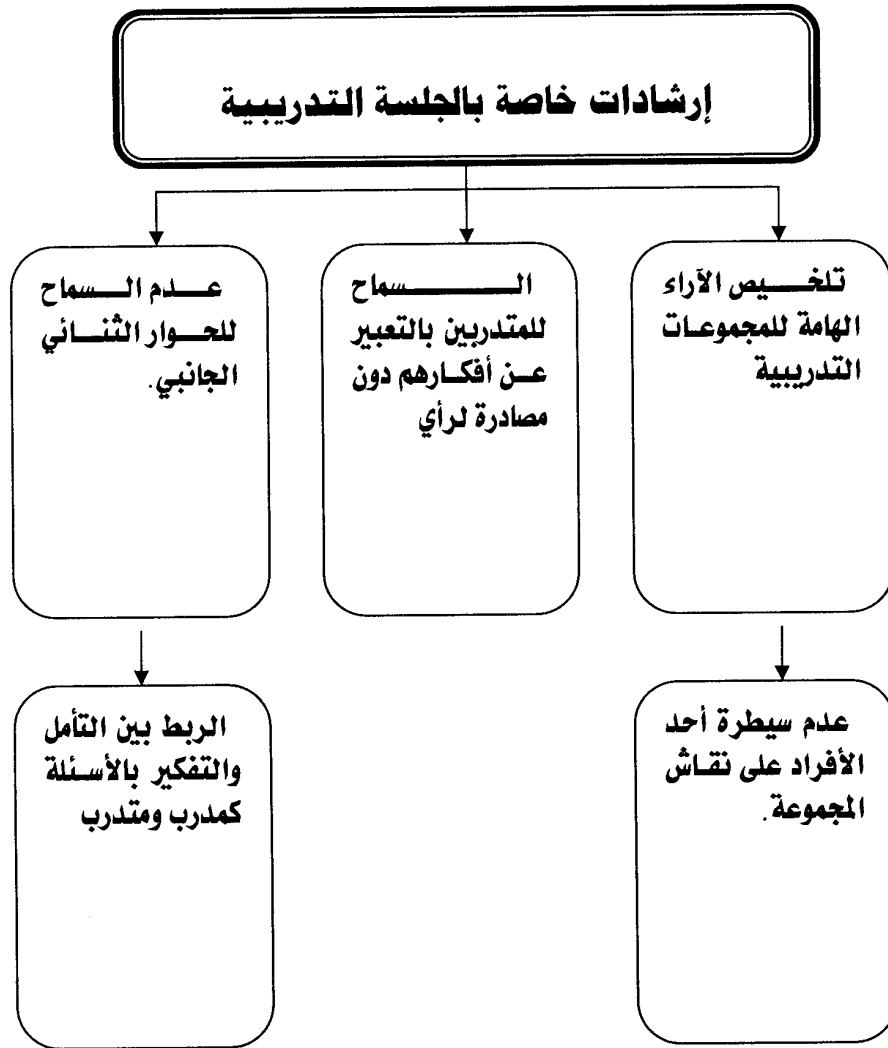 إرشادات خاصة بالجلسة التدريبية
تلخيص الآراء
الهامة للمجموعات
التدريبية
السماح
للمتدربين بالتعبير
عن أفكارهم دون
مصادرة لرأي
عدم السماح
للحوار الثنائي
الجانبي.
عدم سيطرة أحد
الأفراد على نقاش
المجموعة.
الربط بين التأمل
والتفكير بالأسئلة
كمدرب ومتدرب